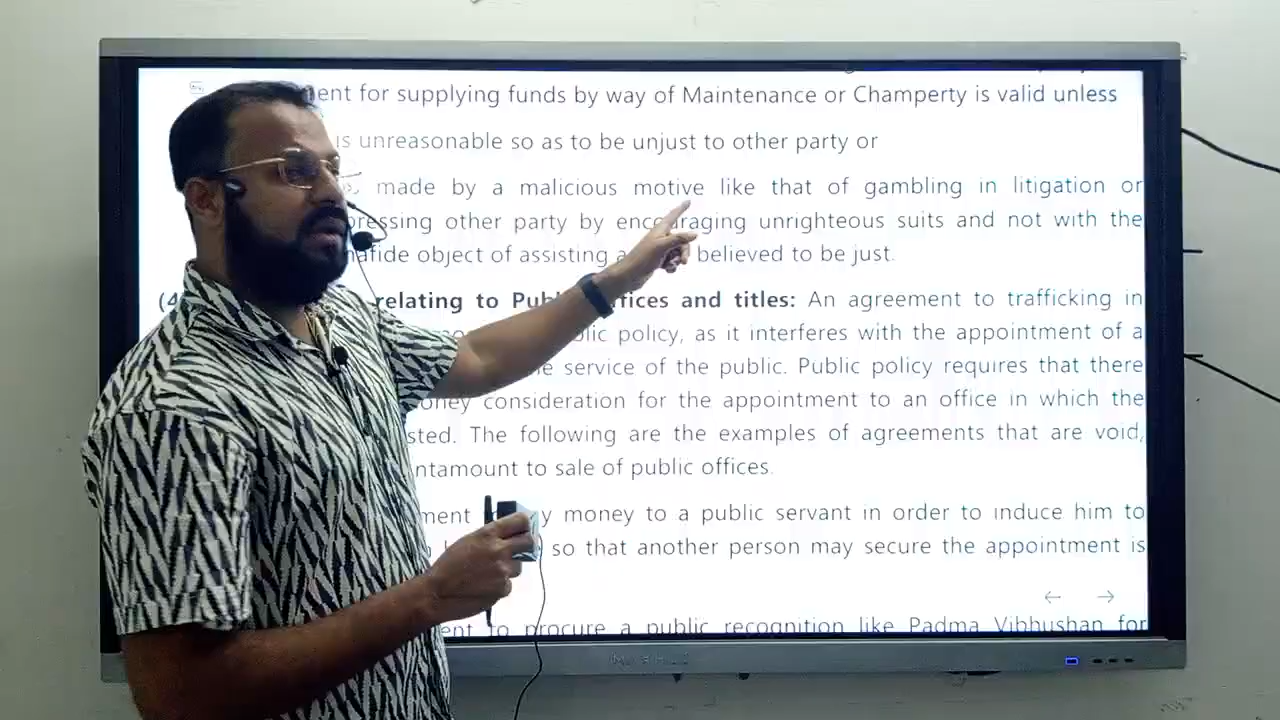 ent for supplying funds by way of Maintenance or Champerty is valid unless
is unreasonable so as to be unjust to other party or
made by a malicious motive like that of gambling in litigation or
pressing other party by encouraging unrighteous suits and not with the
afide object of assisting a believed to be just.
(4 relating to Pub ffices and titles: An agreement to trafficking in
blic policy, as it interferes with the appointment of a
e service of the public. Public policy requires that there
oney consideration for the appointment to an office in which the
sted. The following are the examples of agreements that are void,
ntamount to sale of public offices.
ment y money to a public servant in order to induce him to
so that another person may secure the appointment is
ent to procure a public recognition like Padma Vibhushan for